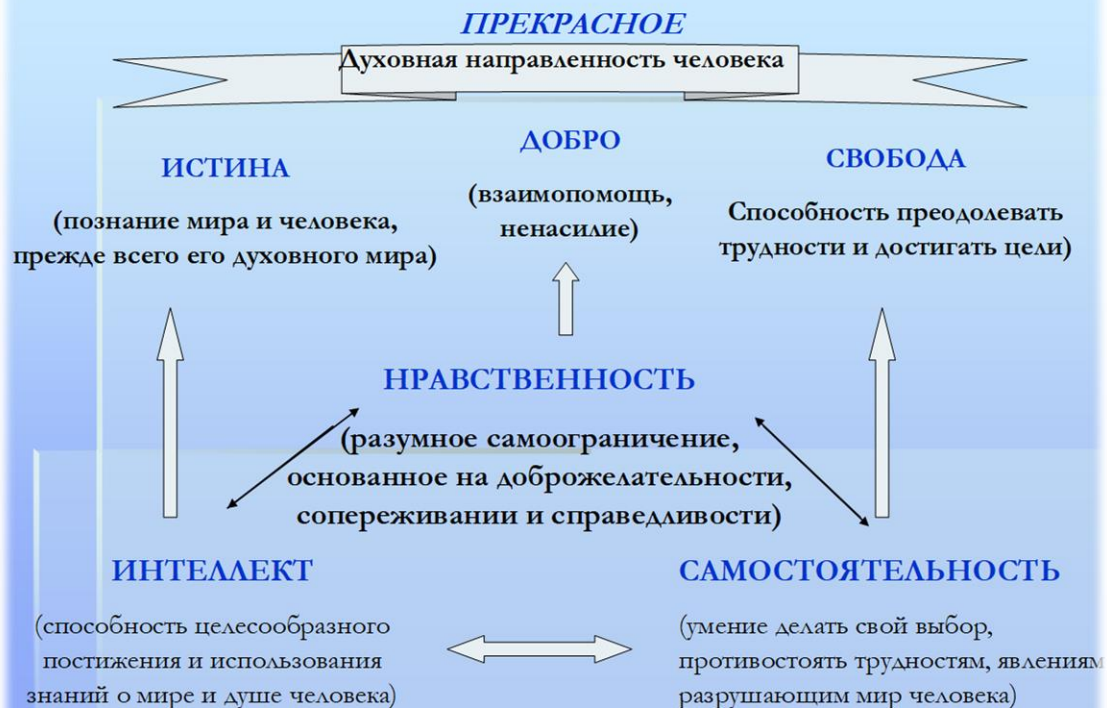 ПРЕКРАСНОЕ
Духовная направленность человека
ИСТИНА
(познание мира и человека,
прежде всего его духовного мира)
ДОБРО
(взаимопомощь,
ненасилие)
СВОБОДА
Способность преодолевать
трудности и достигать цели)
НРАВСТВЕННОСТЬ
(разумное самоограничение,
основанное на доброжелательности,
сопереживании и справедливости)
ИНТЕЛЛЕКТ
(способность целесообразного
постижения и использования
знаний о мире и душе человека)
САМОСТОЯТЕЛЬНОСТЬ
(умение делать свой выбор,
противостоять трудностям, явлениям
разрушающим мир человека)